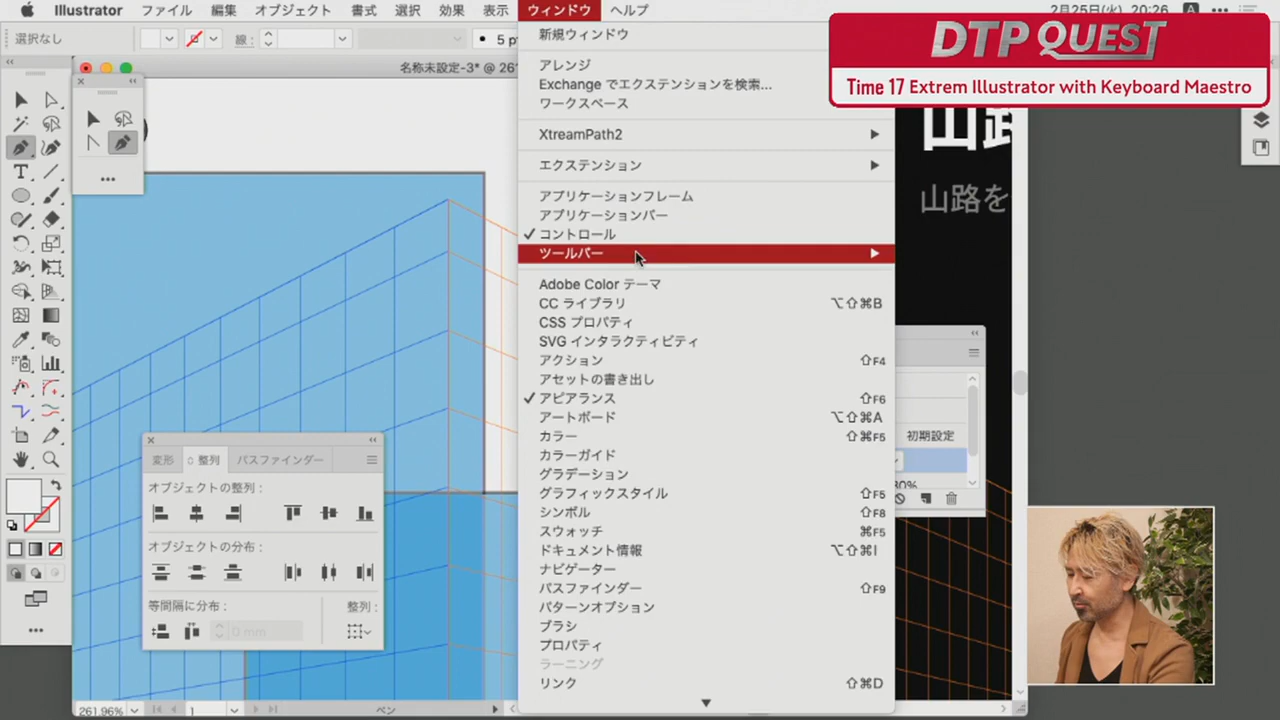 Illustrator ファイル 編集 オブジェクト 書式 選択 効果 表示 ウィンドウ ヘルプ
2月25日(火) 20:26 A
DTP QUEST
Time 17 Extrem Illustrator with Keyboard Maestro
選択なし
線：
5 pt
名称未設定-3* @ 261
新規ウィンドウ
アレンジ
Exchange でエクステンションを検索...
ワークスペース
XtreamPath2
エクステンション
アプリケーションフレーム
アプリケーションバー
✓ コントロール
ツールバー
Adobe Color テーマ
CC ライブラリ ⌥⇧⌘B
CSS プロパティ
SVG インタラクティビティ
アクション ⇧F4
アセットの書き出し
✓ アピアランス ⇧F6
アートボード ⌥⇧⌘A
カラー ⇧⌘F5
カラーガイド
グラデーション
グラフィックスタイル ⇧F5
シンボル ⇧F8
スウォッチ ⌘F5
ドキュメント情報 ⌥⇧⌘I
ナビゲーター
パスファインダー ⇧F9
パターンオプション
ブラシ
プロパティ
ラーニング
リンク ⇧⌘D
山路を
初期設定
変形 整列 パスファインダー
オブジェクトの整列：
オブジェクトの分布：
等間隔に分布： 整列：
0 mm
261.96% 1 ペン